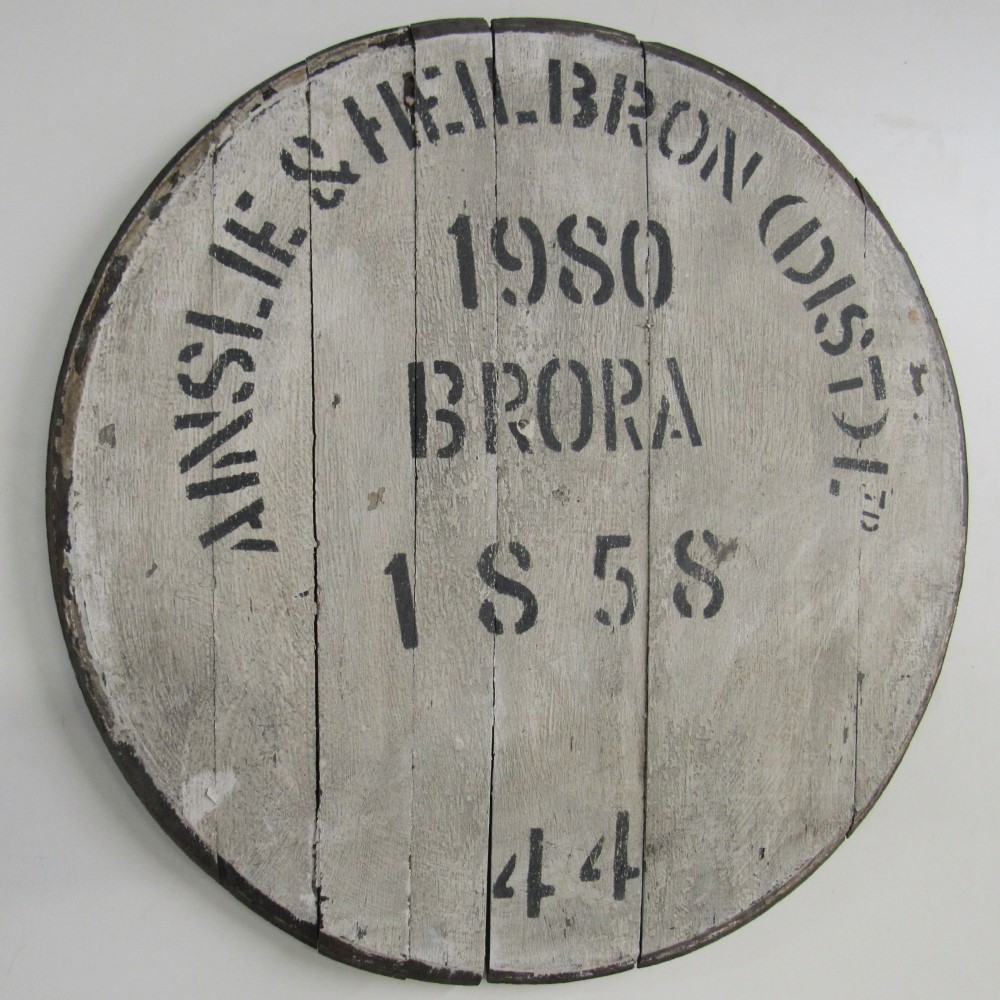 AINSLIE & HEILBRON (DIST) LTD
1980
BRORA
1858
44